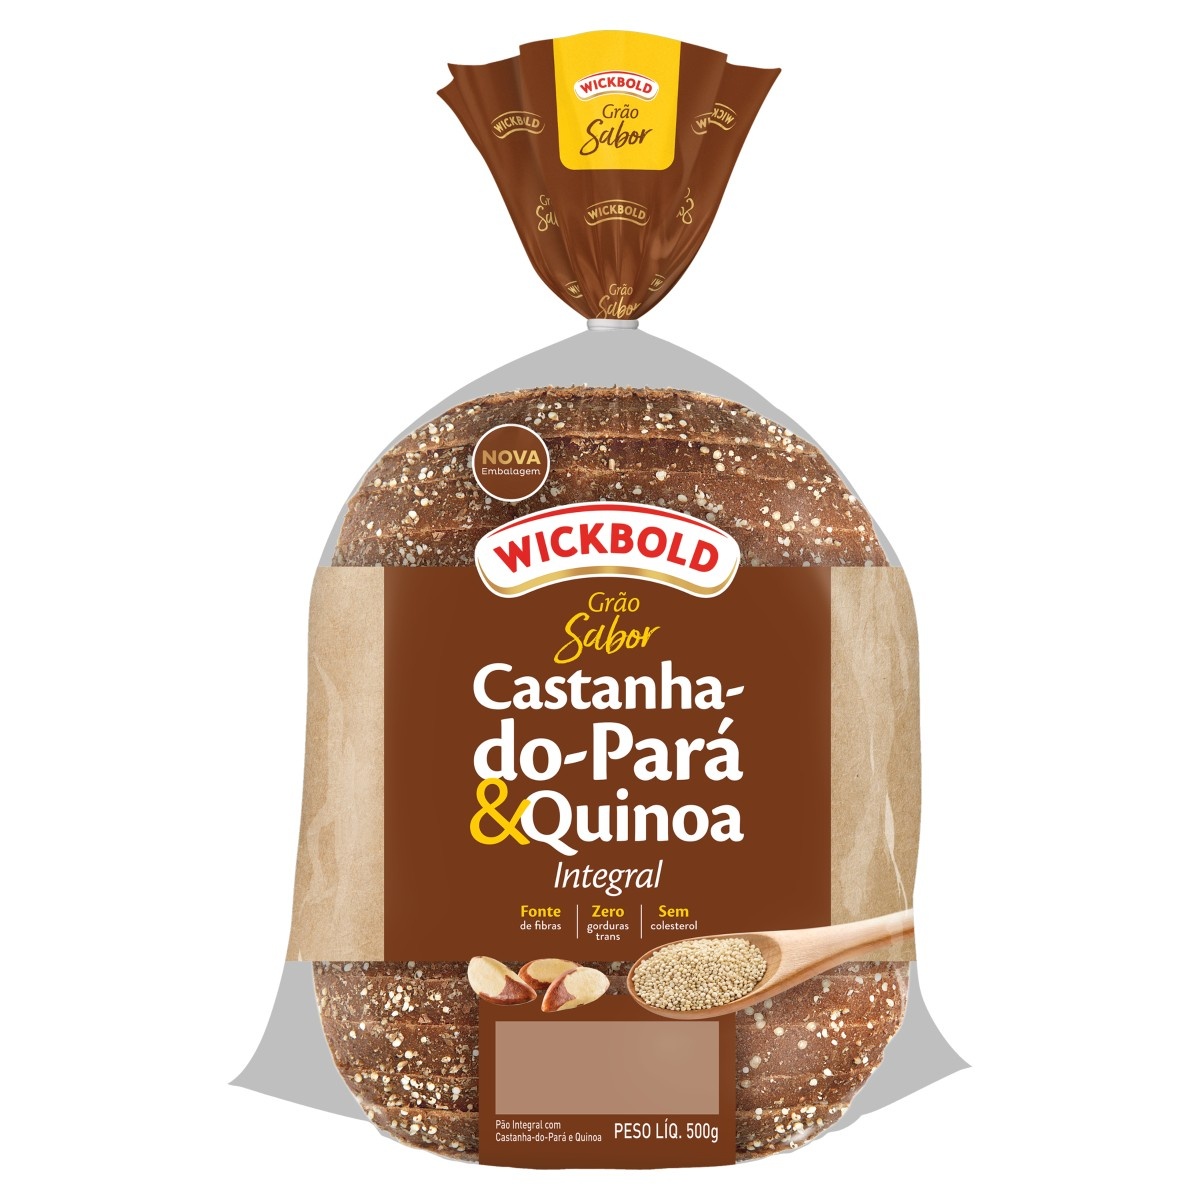 WICKBOLD
Grão
Sabor
WICKBOLD
WICKBOLD
Grão
Sabor
NOVA
Embalagem
WICKBOLD
Grão
Sabor
Castanha-
do-Pará
&Quinoa
Integral
Fonte
de fibras
Zero
gorduras
trans
Sem
colesterol
Pão Integral com
Castanha-do-Pará e Quinoa
PESO LÍQ. 500g